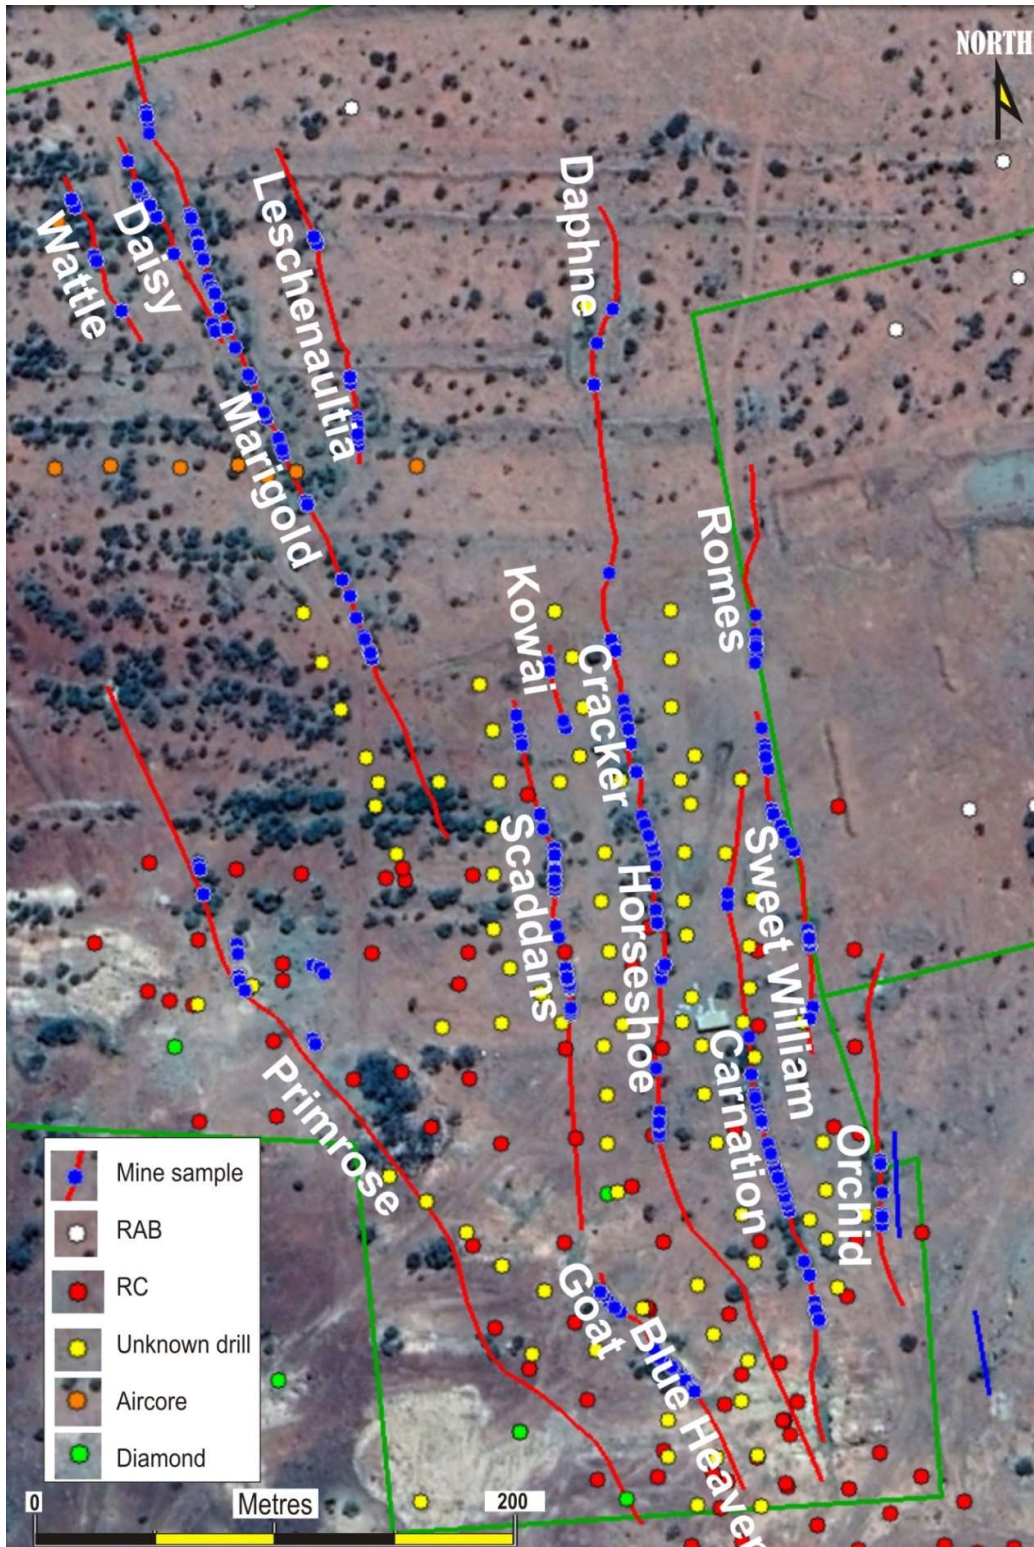 NORTH
Daphne
Leschenaultia
Daisy
Wattle
Marigold
Romes
Kowai
Cracker
Scaddans
Horseshoe
Sweet William
Carnation
Primrose
Orchid
Goat
Blue Heaven
Mine sample
RAB
RC
Unknown drill
Aircore
Diamond
0 Metres 200